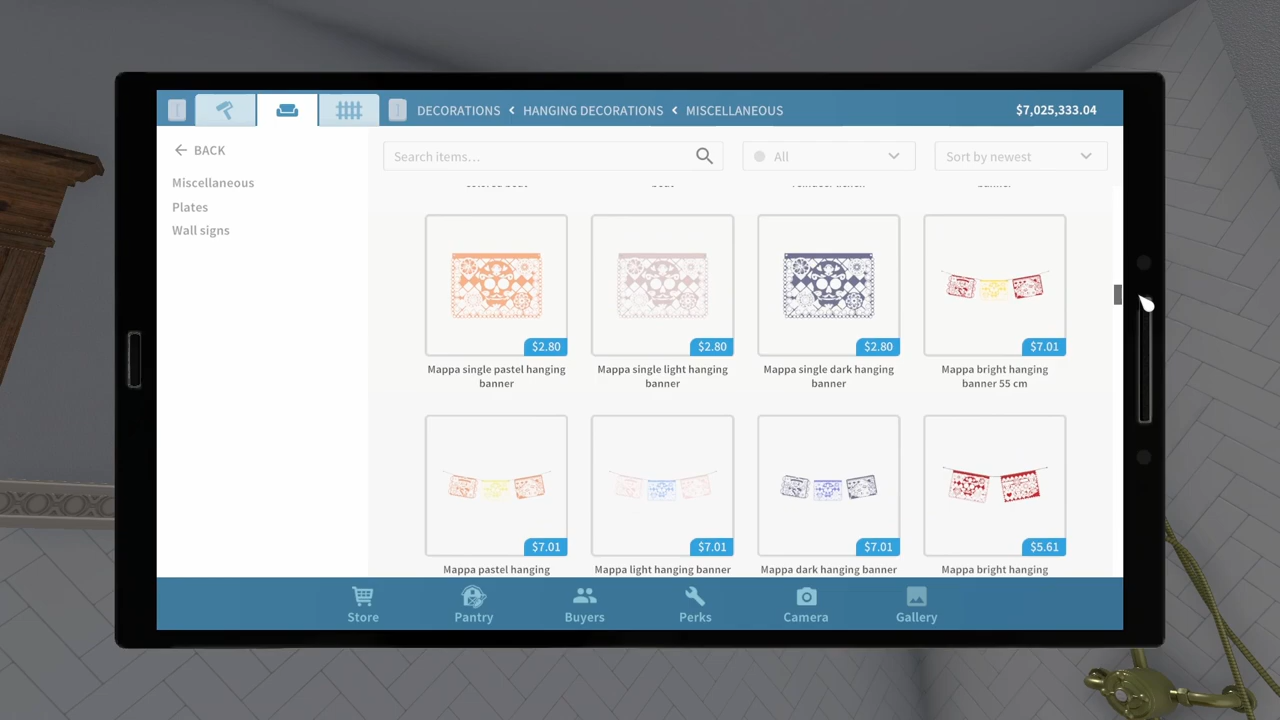 DECORATIONS < HANGING DECORATIONS < MISCELLANEOUS
$7,025,333.04
BACK
Search items...
All
Sort by newest
Miscellaneous
Plates
Wall signs
$2.80
$2.80
$2.80
$7.01
Mappa single pastel hanging
banner
Mappa single light hanging
banner
Mappa single dark hanging
banner
Mappa bright hanging
banner 55 cm
$7.01
$7.01
$7.01
$5.61
Mappa pastel hanging
Mappa light hanging banner
Mappa dark hanging banner
Mappa bright hanging
Store
Pantry
Buyers
Perks
Camera
Gallery